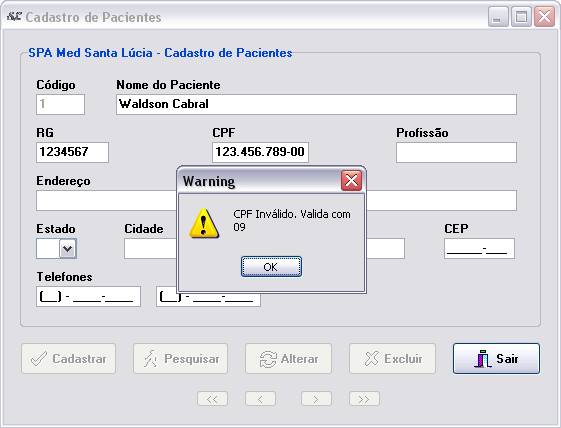 Cadastro de Pacientes
SPA Med Santa Lúcia - Cadastro de Pacientes
Código Nome do Paciente
1 Waldson Cabral
RG CPF Profissão
1234567 123.456.789-00
Endereço
Warning
CPF Inválido. Valida com
09
OK
Estado Cidade CEP
_____-___
Telefones
(__) - ____-____ (__) - ____-____
Cadastrar Pesquisar Alterar Excluir Sair
<< < > >>